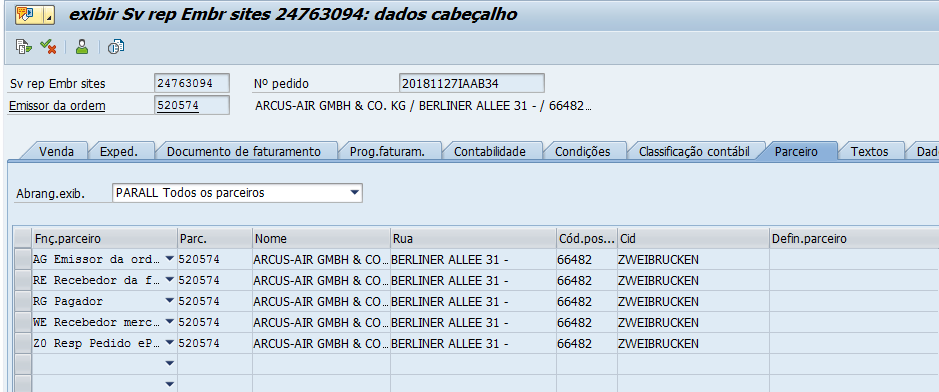 exibir Sv rep Embr sites 24763094: dados cabeçalho
Sv rep Embr sites 24763094 Nº pedido 20181127IAAB34
Emissor da ordem 520574 ARCUS-AIR GMBH & CO. KG / BERLINER ALLEE 31 - / 66482...
Venda Exped. Documento de faturamento Prog.faturam. Contabilidade Condições Classificação contábil Parceiro Textos Dad
Abrang.exib. PARALL Todos os parceiros
Fnç.parceiro Parc. Nome Rua Cód.pos... Cid Defin.parceiro
AG Emissor da ord... 520574 ARCUS-AIR GMBH & CO... BERLINER ALLEE 31 - 66482 ZWEIBRUCKEN
RE Recebedor da f... 520574 ARCUS-AIR GMBH & CO... BERLINER ALLEE 31 - 66482 ZWEIBRUCKEN
RG Pagador 520574 ARCUS-AIR GMBH & CO... BERLINER ALLEE 31 - 66482 ZWEIBRUCKEN
WE Recebedor merc... 520574 ARCUS-AIR GMBH & CO... BERLINER ALLEE 31 - 66482 ZWEIBRUCKEN
Z0 Resp Pedido eP... 520574 ARCUS-AIR GMBH & CO... BERLINER ALLEE 31 - 66482 ZWEIBRUCKEN